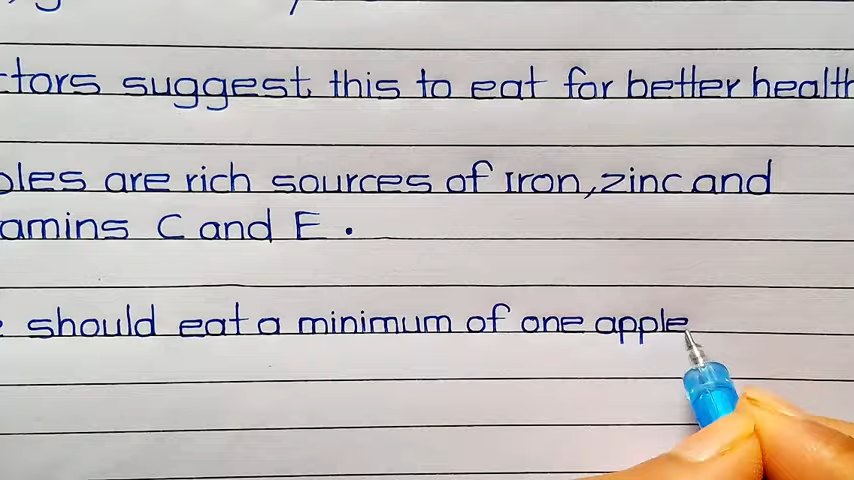 ctors suggest this to eat for better health
ples are rich sources of Iron, zinc and
amins C and E.
should eat a minimum of one apple